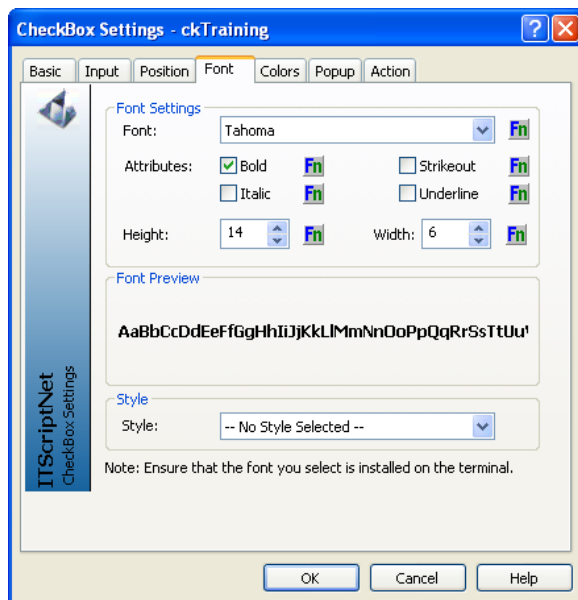 CheckBox Settings - ckTraining
Basic Input Position Font Colors Popup Action
Font Settings
Font: Tahoma Fn
Attributes: Bold Fn Strikeout Fn
Italic Fn Underline Fn
Height: 14 Fn Width: 6 Fn
Font Preview
AaBbCcDdEeFfGgHhIiJjKkLlMmNnOoPpQqRrSsTtUu
Style
Style: -- No Style Selected --
Note: Ensure that the font you select is installed on the terminal.
ITScriptNet
CheckBox Settings
OK Cancel Help